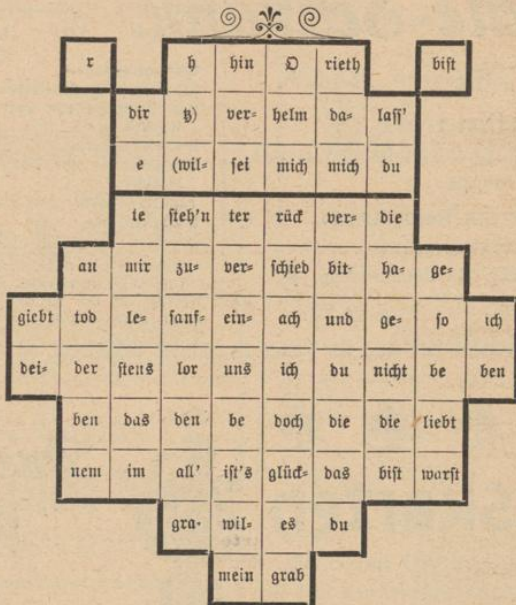 r h hin O rieth bist
dir tz) ver- helm da- lass'
e (wil- sei mich mich du
te steh'n ter rück ver- die
an mir zu- ver- schied bit- ha- ge-
giebt tod le- sanf- ein- ach und ge- so ich
dei- der stens lor uns ich du nicht be ben
ben das den be doch die die liebt
nem im all' ist's glück- das bist warst
gra- wil- es du
mein grab